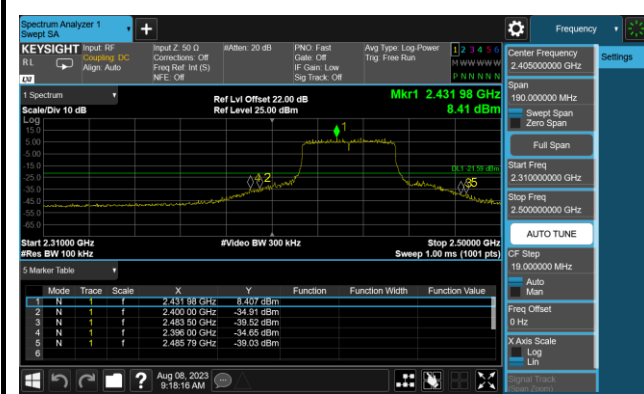 Spectrum Analyzer 1
Swept SA
+
Frequency
KEYSIGHT
Input: RF
Coupling: DC
Align: Auto
Input Z: 50 Ω
Corrections: Off
Freq Ref: Int (S)
NFE: Off
#Atten: 20 dB
PNO: Fast
Gate: Off
IF Gain: Low
Sig Track: Off
Avg Type: Log-Power
Trig: Free Run
1 2 3 4 5 6
M W W W W W
P N N N N N
RL
LXI
1 Spectrum
Scale/Div 10 dB
Ref Lvl Offset 22.00 dB
Ref Level 25.00 dBm
Mkr1 2.431 98 GHz
8.41 dBm
Log
15.0
5.00
-5.00
-15.0
-25.0
-35.0
-45.0
-55.0
-65.0
1
DL1 -21.59 dBm
4 2
3 5
Start 2.31000 GHz
#Res BW 100 kHz
#Video BW 300 kHz
Stop 2.50000 GHz
Sweep 1.00 ms (1001 pts)
5 Marker Table
Mode Trace Scale X Y Function Function Width Function Value
1 N 1 f 2.431 98 GHz 8.407 dBm
2 N 1 f 2.400 00 GHz -34.91 dBm
3 N 1 f 2.483 50 GHz -39.52 dBm
4 N 1 f 2.396 00 GHz -34.65 dBm
5 N 1 f 2.485 79 GHz -39.03 dBm
6
?
Aug 08, 2023
9:18:16 AM
Settings
Center Frequency
2.405000000 GHz
Span
190.000000 MHz
Swept Span
Zero Span
Full Span
Start Freq
2.310000000 GHz
Stop Freq
2.500000000 GHz
AUTO TUNE
CF Step
19.000000 MHz
Auto
Man
Freq Offset
0 Hz
X Axis Scale
Log
Lin
Signal Track
(Span Zoom)